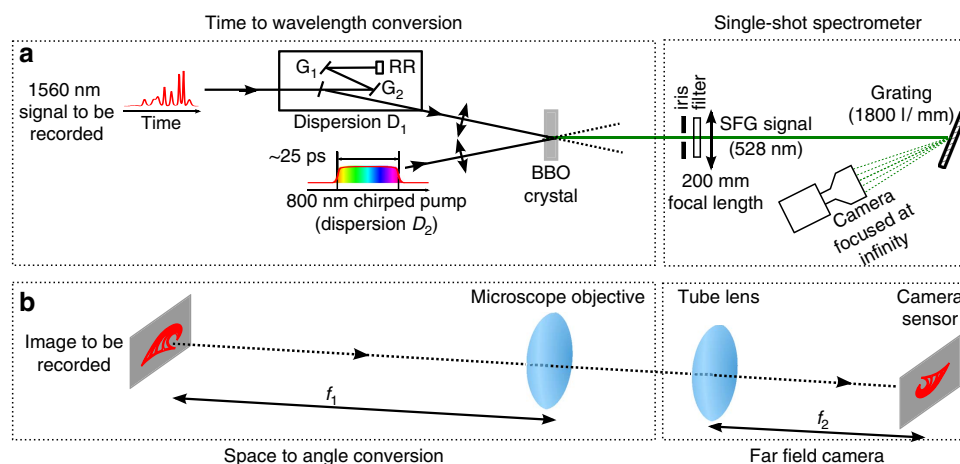 Time to wavelength conversion
Single-shot spectrometer
a
1560 nm
signal to be
recorded
Time
G1
RR
G2
Dispersion D1
~25 ps
800 nm chirped pump
(dispersion D2)
BBO
crystal
iris
filter
SFG signal
(528 nm)
200 mm
focal length
Grating
(1800 l / mm)
Camera
focused at
infinity
b
Image to be
recorded
Microscope objective
Tube lens
Camera
sensor
f1
f2
Space to angle conversion
Far field camera